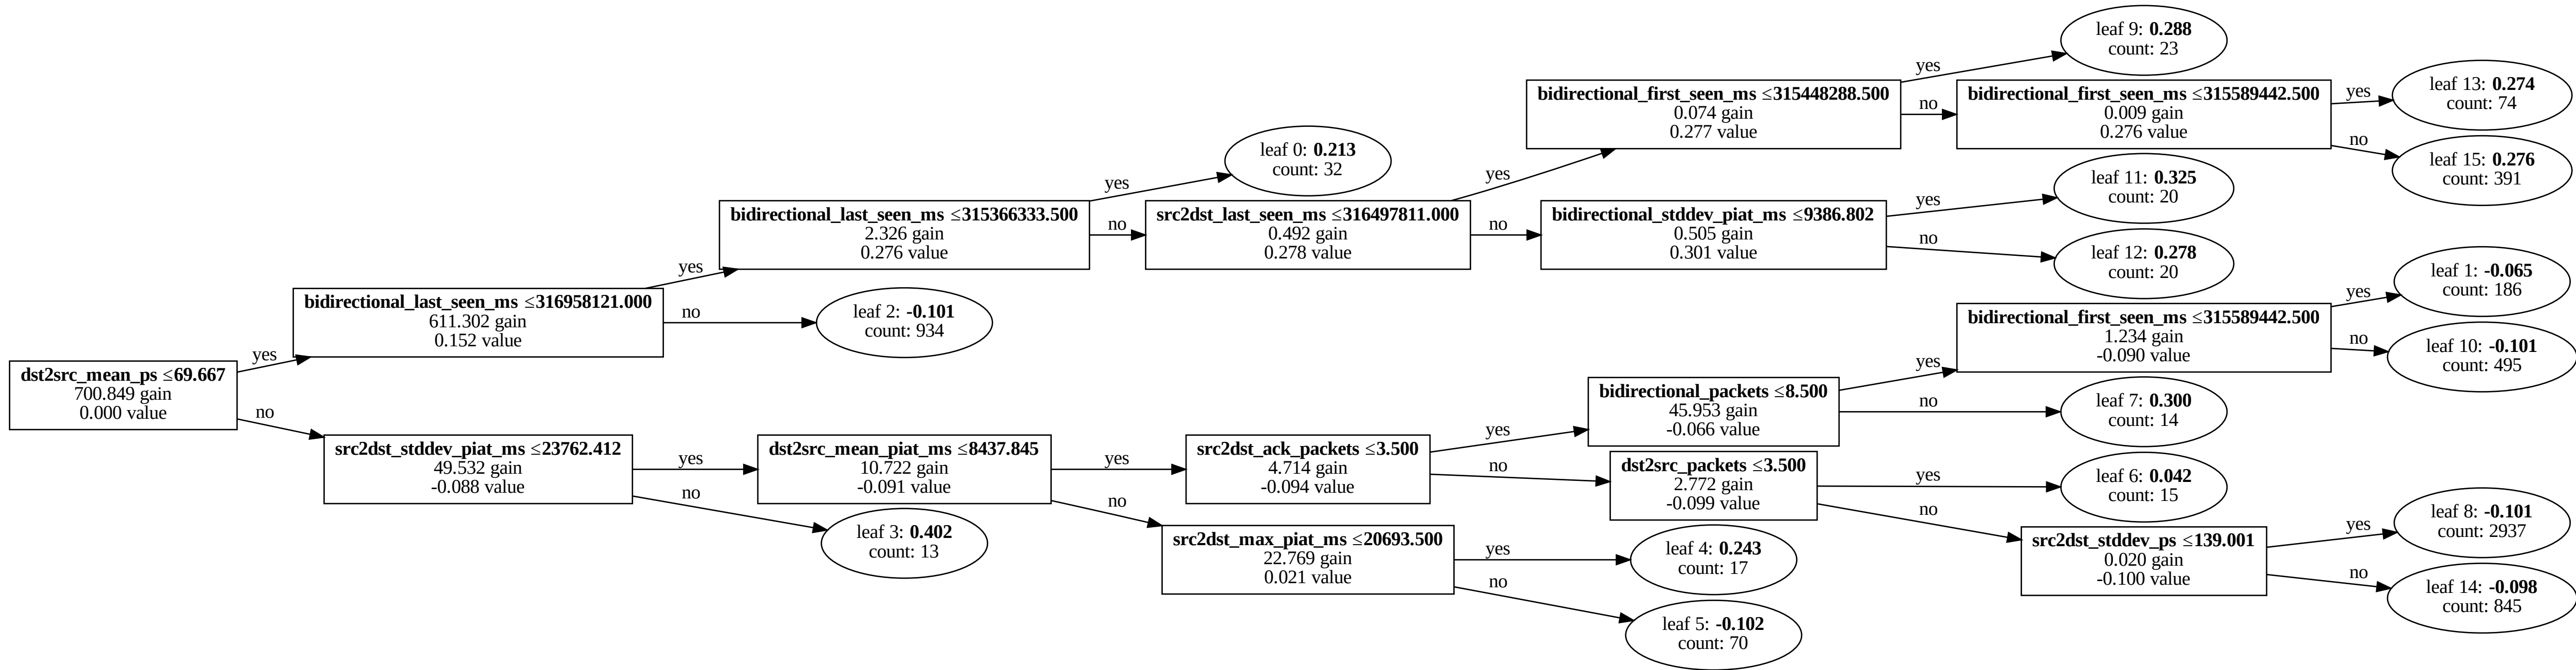 dst2src_mean_ps ≤69.667
700.849 gain
0.000 value
yes
no
bidirectional_last_seen_ms ≤316958121.000
611.302 gain
0.152 value
yes
no
bidirectional_last_seen_ms ≤315366333.500
2.326 gain
0.276 value
yes
no
leaf 0: 0.213
count: 32
src2dst_last_seen_ms ≤316497811.000
0.492 gain
0.278 value
yes
no
bidirectional_first_seen_ms ≤315448288.500
0.074 gain
0.277 value
yes
no
leaf 9: 0.288
count: 23
bidirectional_first_seen_ms ≤315589442.500
0.009 gain
0.276 value
yes
no
leaf 13: 0.274
count: 74
leaf 15: 0.276
count: 391
bidirectional_stddev_piat_ms ≤9386.802
0.505 gain
0.301 value
yes
no
leaf 11: 0.325
count: 20
leaf 12: 0.278
count: 20
leaf 2: -0.101
count: 934
src2dst_stddev_piat_ms ≤23762.412
49.532 gain
-0.088 value
yes
no
dst2src_mean_piat_ms ≤8437.845
10.722 gain
-0.091 value
yes
no
src2dst_ack_packets ≤3.500
4.714 gain
-0.094 value
yes
no
bidirectional_packets ≤8.500
45.953 gain
-0.066 value
yes
no
bidirectional_first_seen_ms ≤315589442.500
1.234 gain
-0.090 value
yes
no
leaf 1: -0.065
count: 186
leaf 10: -0.101
count: 495
leaf 7: 0.300
count: 14
dst2src_packets ≤3.500
2.772 gain
-0.099 value
yes
no
leaf 6: 0.042
count: 15
src2dst_stddev_ps ≤139.001
0.020 gain
-0.100 value
yes
no
leaf 8: -0.101
count: 2937
leaf 14: -0.098
count: 845
src2dst_max_piat_ms ≤20693.500
22.769 gain
0.021 value
yes
no
leaf 4: 0.243
count: 17
leaf 5: -0.102
count: 70
leaf 3: 0.402
count: 13